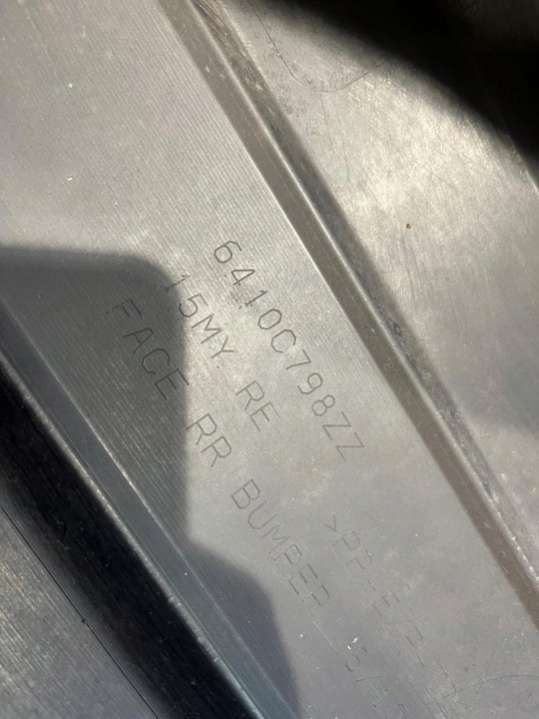 6410C798ZZ
15MY. RE
FACE RR BUMPER